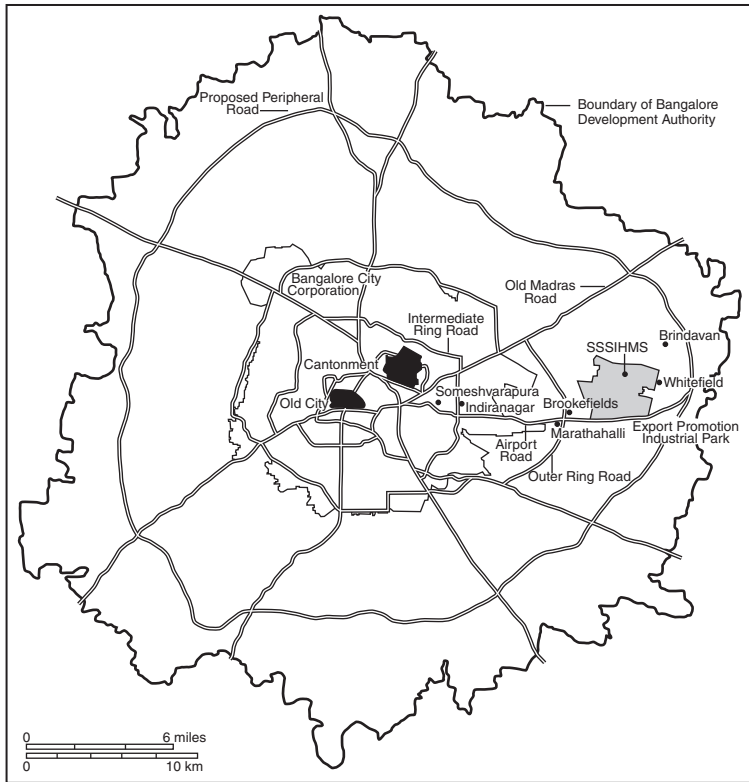 Proposed Peripheral
Road
Boundary of Bangalore
Development Authority
Bangalore City
Corporation
Old Madras
Road
Intermediate
Ring Road
Brindavan
SSSIHMS
Cantonment
Whitefield
Someshvarapura
Old City
Indiranagar
Brookefields
Marathahalli
Export Promotion
Industrial Park
Airport
Road
Outer Ring Road
0 6 miles
0 10 km